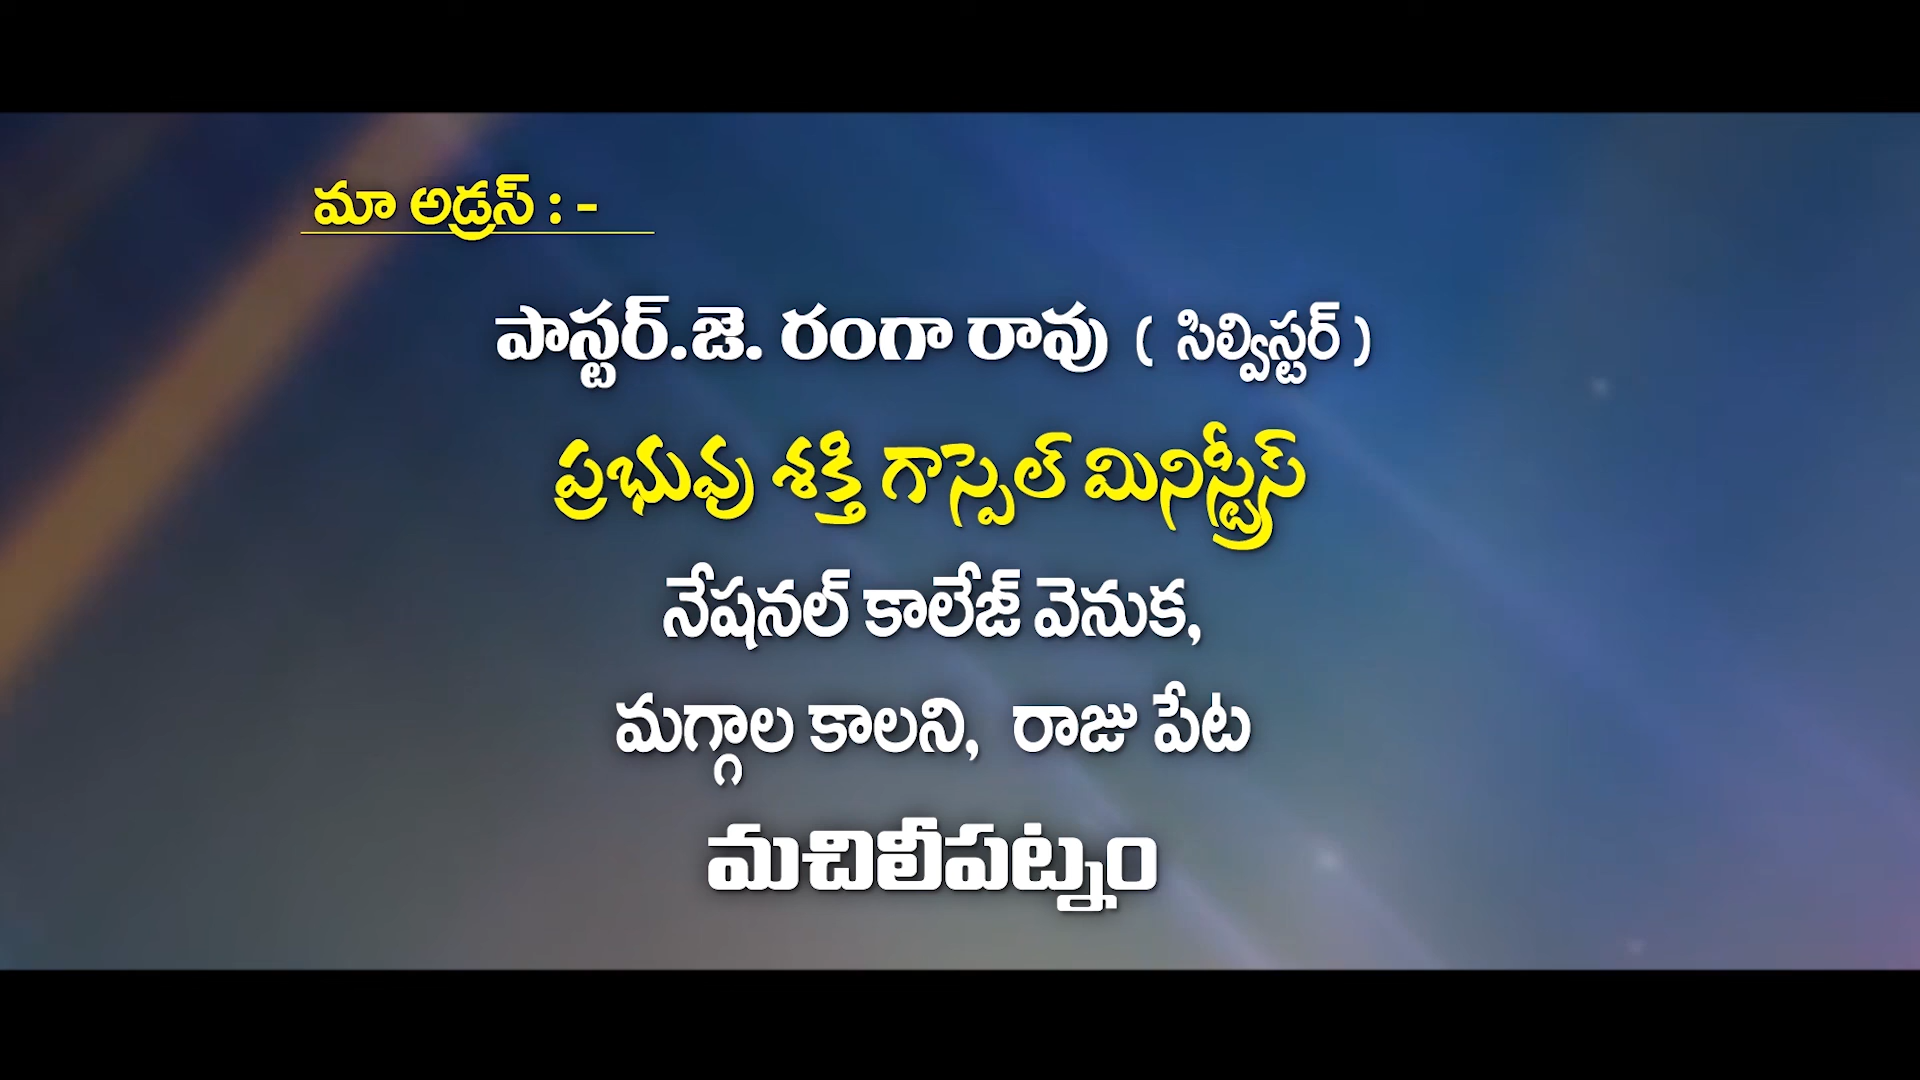 మా అడ్రస్ : -
పాస్టర్.జె. రంగా రావు ( సిల్విస్టర్ )
ప్రభువు శక్తి గాస్పెల్ మినిస్ట్రీస్
నేషనల్ కాలేజ్ వెనుక,
మగ్గాల కాలని, రాజు పేట
మచిలీపట్నం